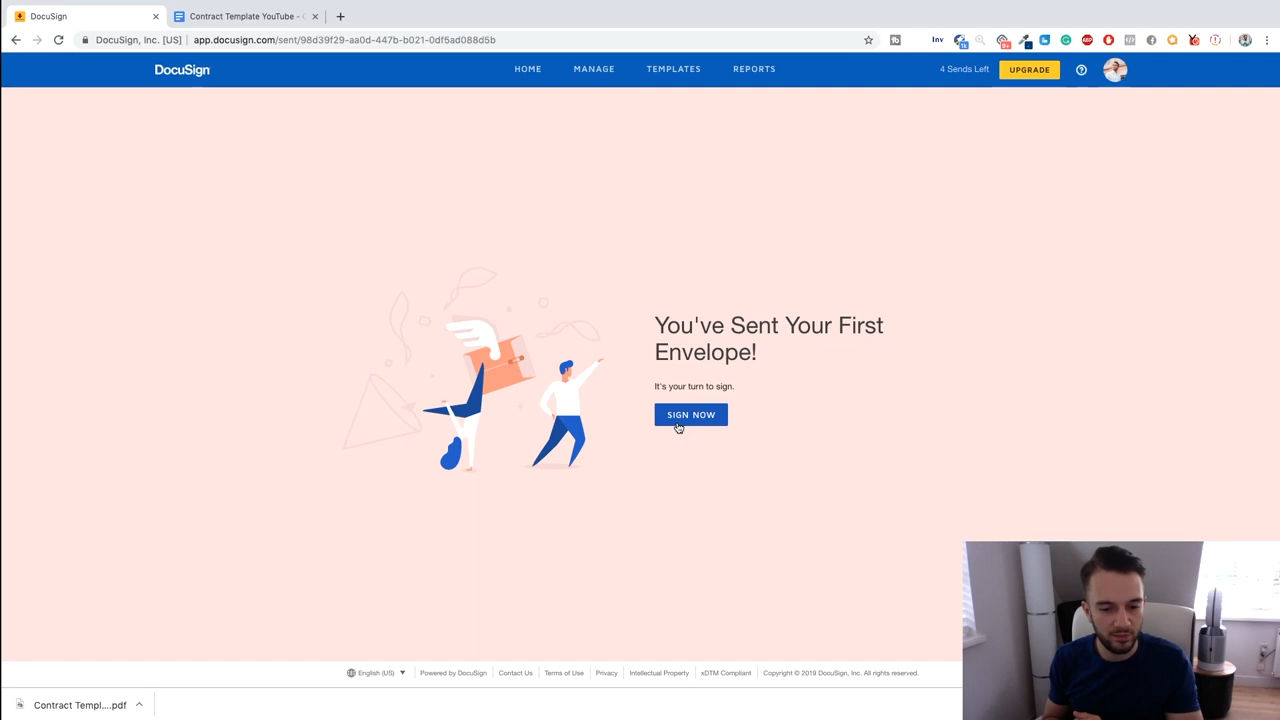 DocuSign
Contract Template YouTube -
DocuSign, Inc. [US] | app.docusign.com/sent/98d39f29-aa0d-447b-b021-0df5ad088d5b
Inv
DocuSign
HOME
MANAGE
TEMPLATES
REPORTS
4 Sends Left
UPGRADE
You've Sent Your First
Envelope!
It's your turn to sign.
SIGN NOW
English (US)
Powered by DocuSign
Contact Us
Terms of Use
Privacy
Intellectual Property
xDTM Compliant
Copyright © 2019 DocuSign, Inc. All rights reserved.
Contract Templ....pdf